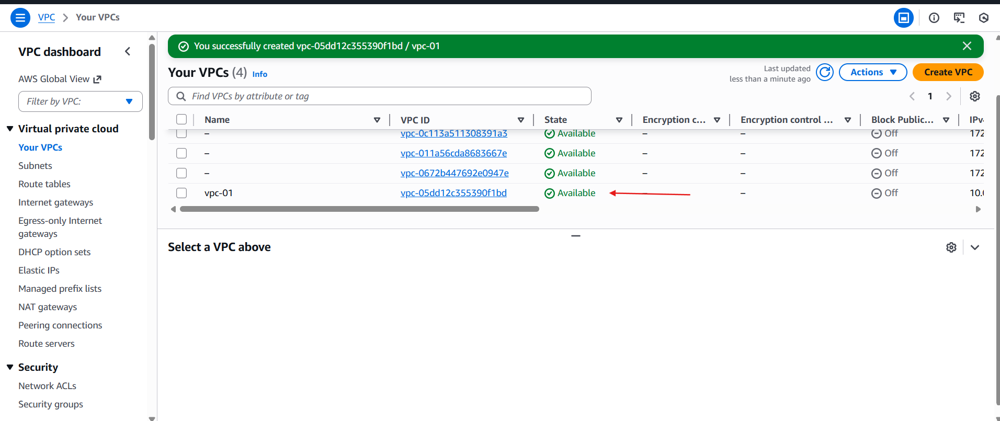 VPC > Your VPCs
VPC dashboard
AWS Global View
Filter by VPC:
Virtual private cloud
Your VPCs
Subnets
Route tables
Internet gateways
Egress-only Internet
gateways
DHCP option sets
Elastic IPs
Managed prefix lists
NAT gateways
Peering connections
Route servers
Security
Network ACLs
Security groups
You successfully created vpc-05dd12c355390f1bd / vpc-01
Your VPCs (4) Info
Last updated
less than a minute ago
Actions
Create VPC
Find VPCs by attribute or tag
1
Name VPC ID State Encryption c... Encryption control ... Block Public... IPv4
– vpc-0c113a511308391a3 Available – – Off 172
– vpc-011a56cda8683667e Available – – Off 172
– vpc-0672b447692e0947e Available – – Off 172
vpc-01 vpc-05dd12c355390f1bd Available – – Off 10.0
Select a VPC above